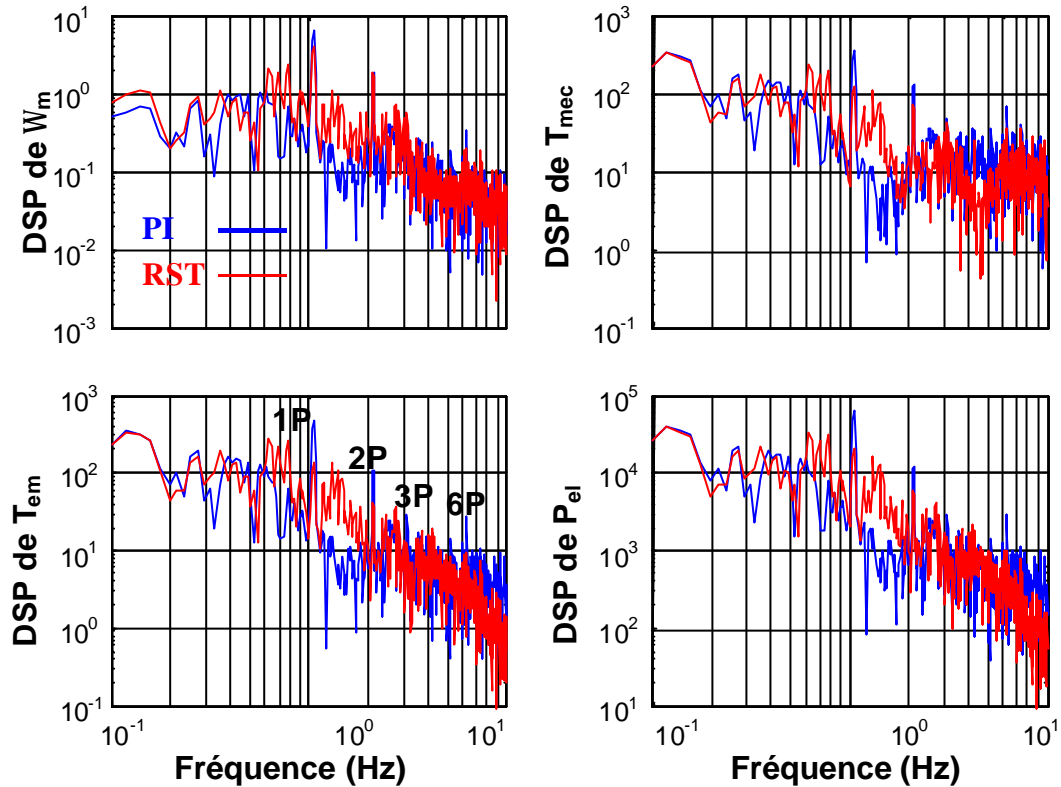 10^1
10^0
10^-1
10^-2
10^-3
DSP de W_m
PI
RST
10^3
10^2
10^1
10^0
10^-1
DSP de T_mec
10^3
10^2
10^1
10^0
10^-1
DSP de T_em
1P
2P
3P
6P
10^-1
10^0
10^1
Fréquence (Hz)
10^5
10^4
10^3
10^2
10^1
DSP de P_el
10^-1
10^0
10^1
Fréquence (Hz)